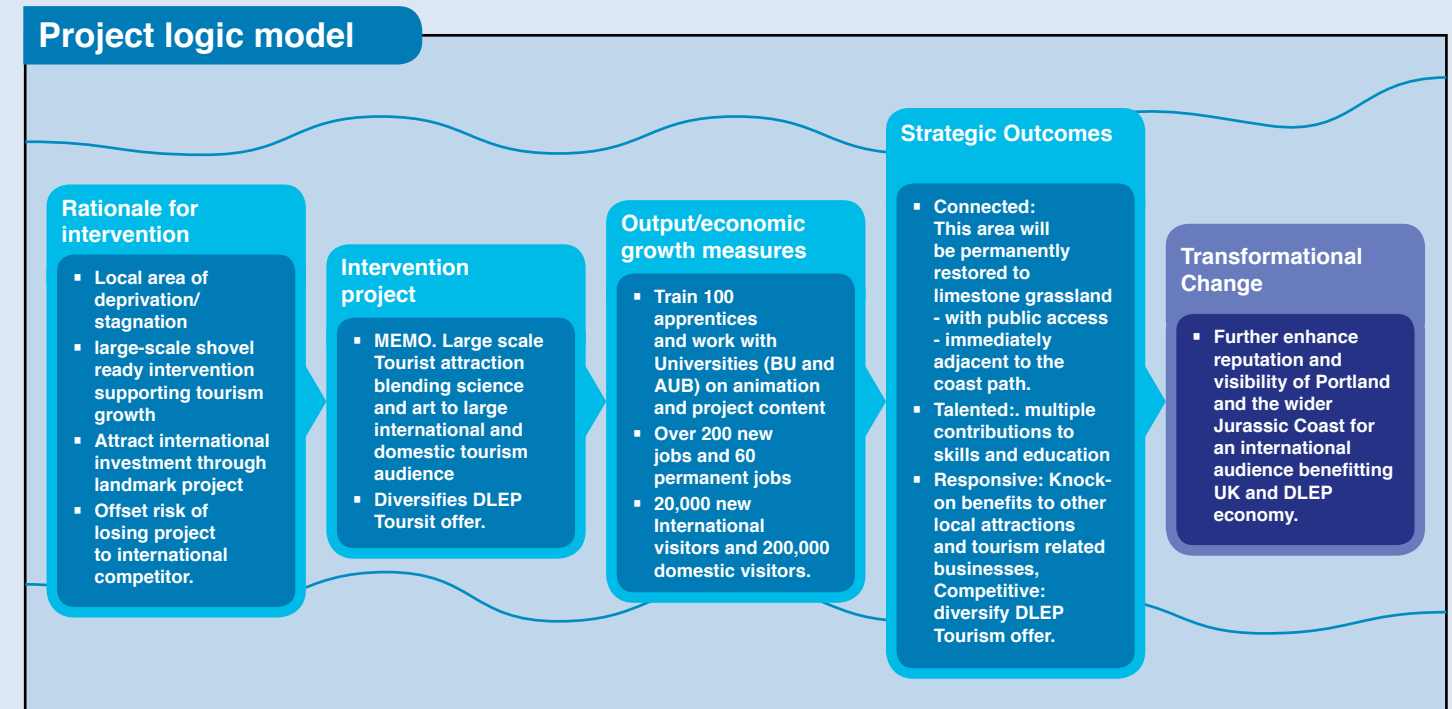 Project logic model
Rationale for
intervention
▪ Local area of
deprivation/
stagnation
▪ large-scale shovel
ready intervention
supporting tourism
growth
▪ Attract international
investment through
landmark project
▪ Offset risk of
losing project
to international
competitor.
Intervention
project
▪ MEMO. Large scale
Tourist attraction
blending science
and art to large
international and
domestic tourism
audience
▪ Diversifies DLEP
Toursit offer.
Output/economic
growth measures
▪ Train 100
apprentices
and work with
Universities (BU and
AUB) on animation
and project content
▪ Over 200 new
jobs and 60
permanent jobs
▪ 20,000 new
International
visitors and 200,000
domestic visitors.
Strategic Outcomes
▪ Connected:
This area will
be permanently
restored to
limestone grassland
- with public access
- immediately
adjacent to the
coast path.
▪ Talented:. multiple
contributions to
skills and education
▪ Responsive: Knock-
on benefits to other
local attractions
and tourism related
businesses,
Competitive:
diversify DLEP
Tourism offer.
Transformational
Change
▪ Further enhance
reputation and
visibility of Portland
and the wider
Jurassic Coast for
an international
audience benefitting
UK and DLEP
economy.